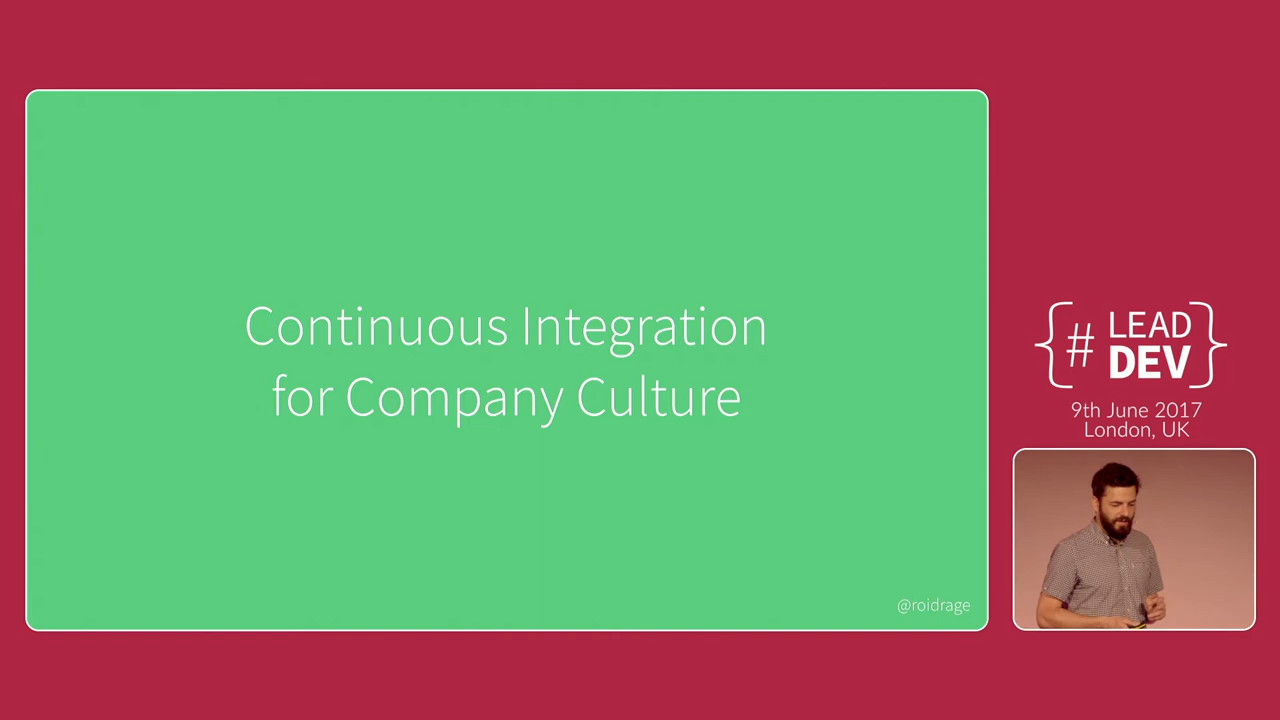 Continuous Integration
for Company Culture
@roidrage
{# LEAD
DEV}
9th June 2017
London, UK